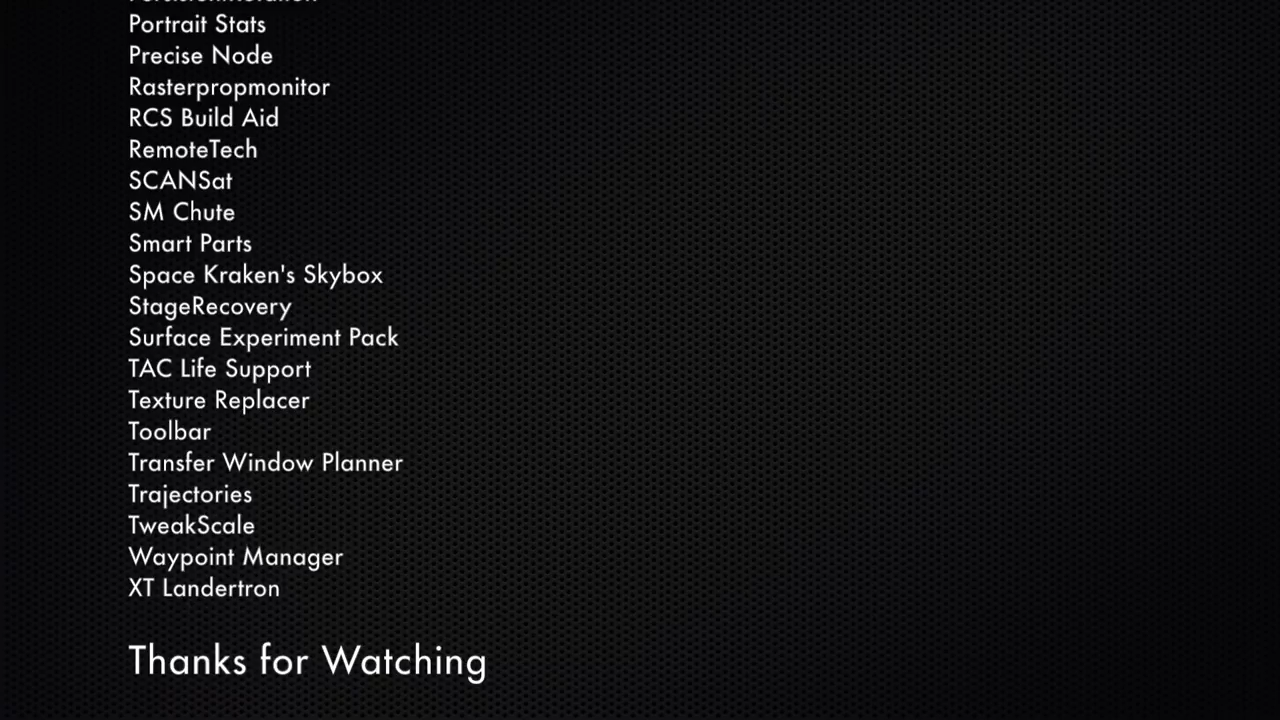 Portrait Stats
Precise Node
Rasterpropmonitor
RCS Build Aid
RemoteTech
SCANSat
SM Chute
Smart Parts
Space Kraken's Skybox
StageRecovery
Surface Experiment Pack
TAC Life Support
Texture Replacer
Toolbar
Transfer Window Planner
Trajectories
TweakScale
Waypoint Manager
XT Landertron
Thanks for Watching